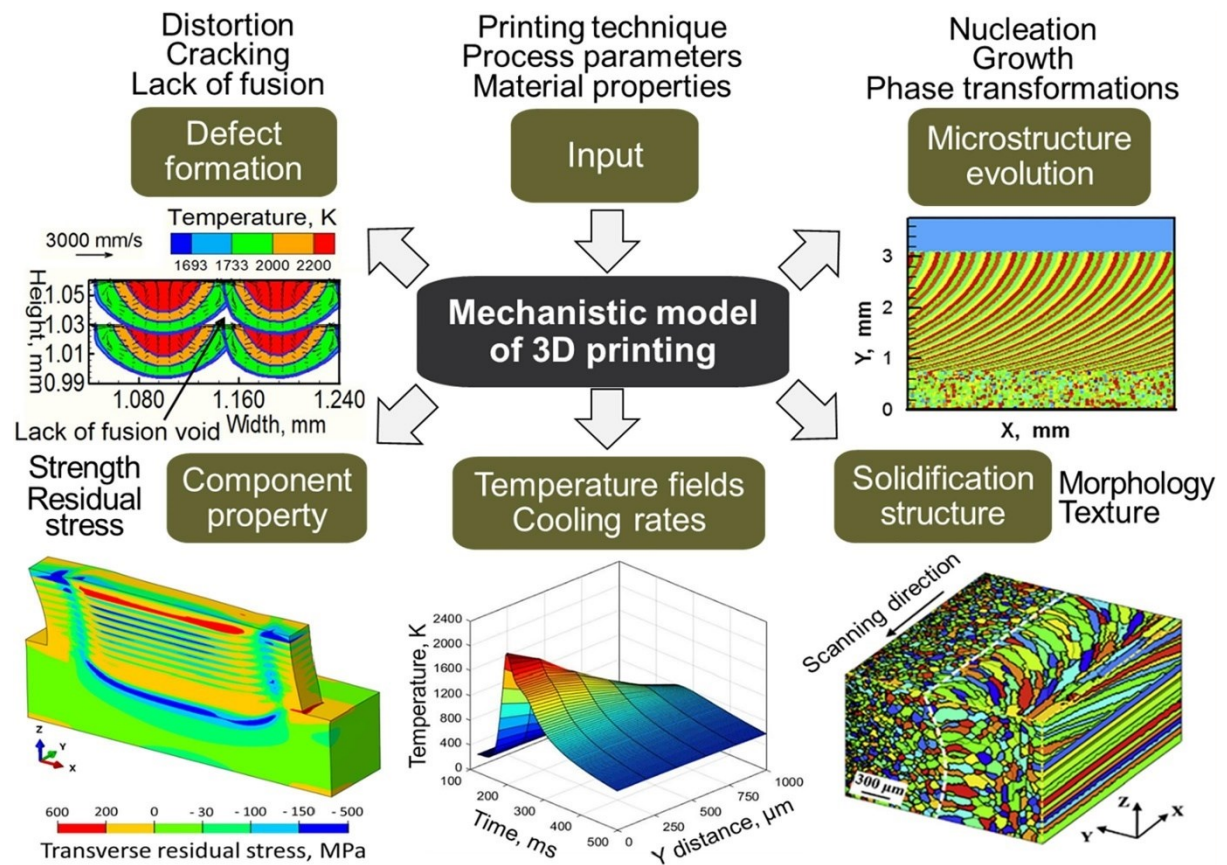 Distortion
Cracking
Lack of fusion
Defect
formation
Printing technique
Process parameters
Material properties
Input
Nucleation
Growth
Phase transformations
Microstructure
evolution
Mechanistic model
of 3D printing
3000 mm/s
Temperature, K
1693 1733 2000 2200
Height, mm
1.05
1.03
1.01
0.99
1.080 1.160 1.240
Width, mm
Lack of fusion void
Y, mm
3
2
1
0
X, mm
Strength
Residual
stress
Component
property
Z
Y
X
600 200 0 -30 -100 -150 -500
Transverse residual stress, MPa
Temperature fields
Cooling rates
Temperature, K
2400
2000
1600
1200
800
400
0
100
200
300
400
500
Time, ms
0
250
500
750
1000
Y distance, µm
Solidification
structure
Morphology
Texture
Scanning direction
300 µm
Z
X
Y